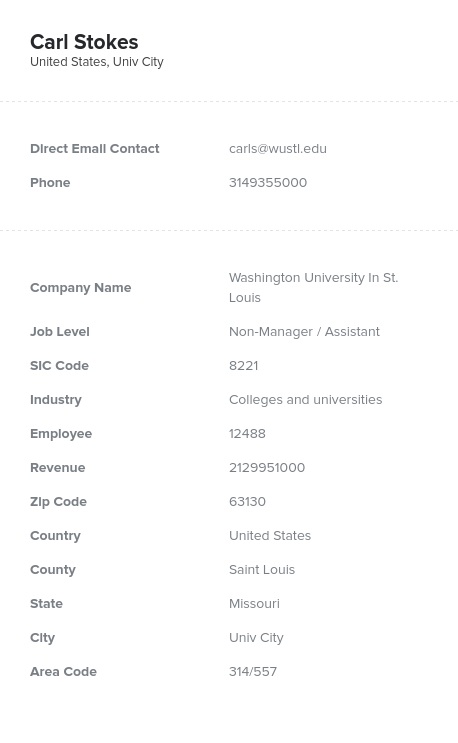 Carl Stokes
United States, Univ City
Direct Email Contact carls@wustl.edu
Phone 3149355000
Company Name Washington University In St.
Louis
Job Level Non-Manager / Assistant
SIC Code 8221
Industry Colleges and universities
Employee 12488
Revenue 2129951000
Zip Code 63130
Country United States
County Saint Louis
State Missouri
City Univ City
Area Code 314/557